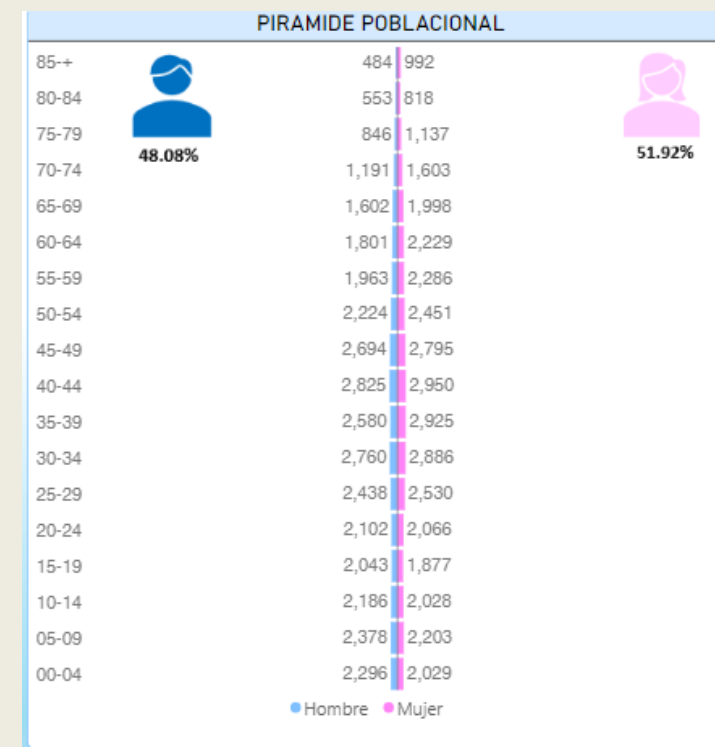 PIRAMIDE POBLACIONAL
85-+ 484 992
80-84 553 818
75-79 846 1,137
48.08% 51.92%
70-74 1,191 1,603
65-69 1,602 1,998
60-64 1,801 2,229
55-59 1,963 2,286
50-54 2,224 2,451
45-49 2,694 2,795
40-44 2,825 2,950
35-39 2,580 2,925
30-34 2,760 2,886
25-29 2,438 2,530
20-24 2,102 2,066
15-19 2,043 1,877
10-14 2,186 2,028
05-09 2,378 2,203
00-04 2,296 2,029
Hombre Mujer